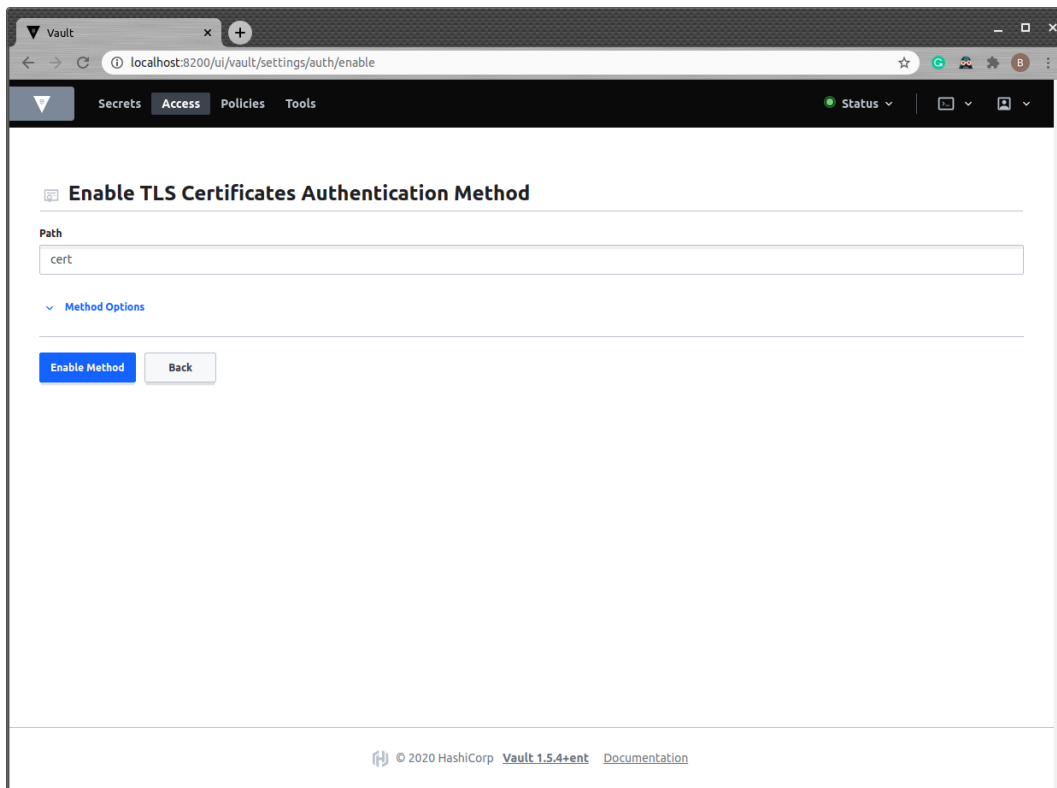 Vault
localhost:8200/ui/vault/settings/auth/enable
B
Secrets Access Policies Tools Status
Enable TLS Certificates Authentication Method
Path
cert
Method Options
Enable Method Back
© 2020 HashiCorp Vault 1.5.4+ent Documentation